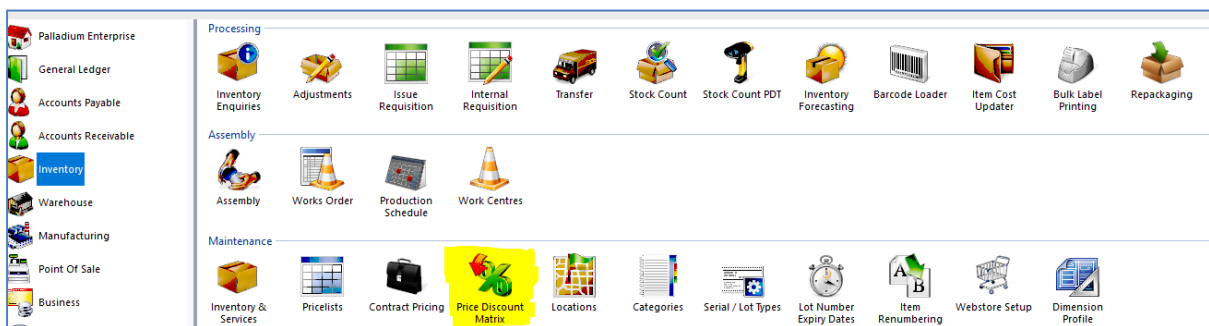 Palladium Enterprise
General Ledger
Accounts Payable
Accounts Receivable
Inventory
Warehouse
Manufacturing
Point Of Sale
Business
Processing
Inventory
Enquiries
Adjustments
Issue
Requisition
Internal
Requisition
Transfer
Stock Count
Stock Count PDT
Inventory
Forecasting
Barcode Loader
Item Cost
Updater
Bulk Label
Printing
Repackaging
Assembly
Assembly
Works Order
Production
Schedule
Work Centres
Maintenance
Inventory &
Services
Pricelists
Contract Pricing
Price Discount
Matrix
Locations
Categories
Serial / Lot Types
Lot Number
Expiry Dates
Item
Renumbering
Webstore Setup
Dimension
Profile